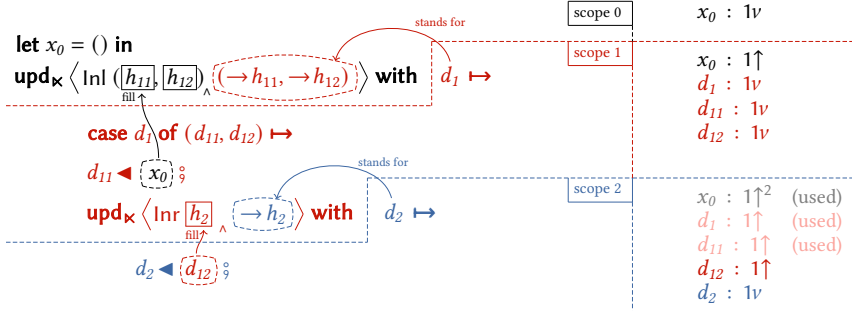 scope 0
x₀ : 1ν
stands for
let x₀ = () in
scope 1
x₀ : 1↑
upd⋉ ⟨ Inl (h₁₁, h₁₂) ‸ (→h₁₁, →h₁₂) ⟩ with d₁ ↦
fill
d₁ : 1ν
d₁₁ : 1ν
case d₁ of (d₁₁, d₁₂) ↦
d₁₂ : 1ν
stands for
d₁₁ ◀ x₀ ⨟
scope 2
x₀ : 1↑² (used)
upd⋉ ⟨ Inr h₂ ‸ →h₂ ⟩ with d₂ ↦
d₁ : 1↑ (used)
fill
d₁₁ : 1↑ (used)
d₂ ◀ d₁₂ ⨟
d₁₂ : 1↑
d₂ : 1ν